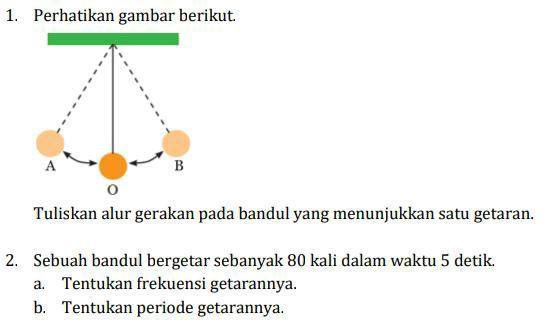 1. Perhatikan gambar berikut.
A
B
O
Tuliskan alur gerakan pada bandul yang menunjukkan satu getaran.
2. Sebuah bandul bergetar sebanyak 80 kali dalam waktu 5 detik.
a. Tentukan frekuensi getarannya.
b. Tentukan periode getarannya.